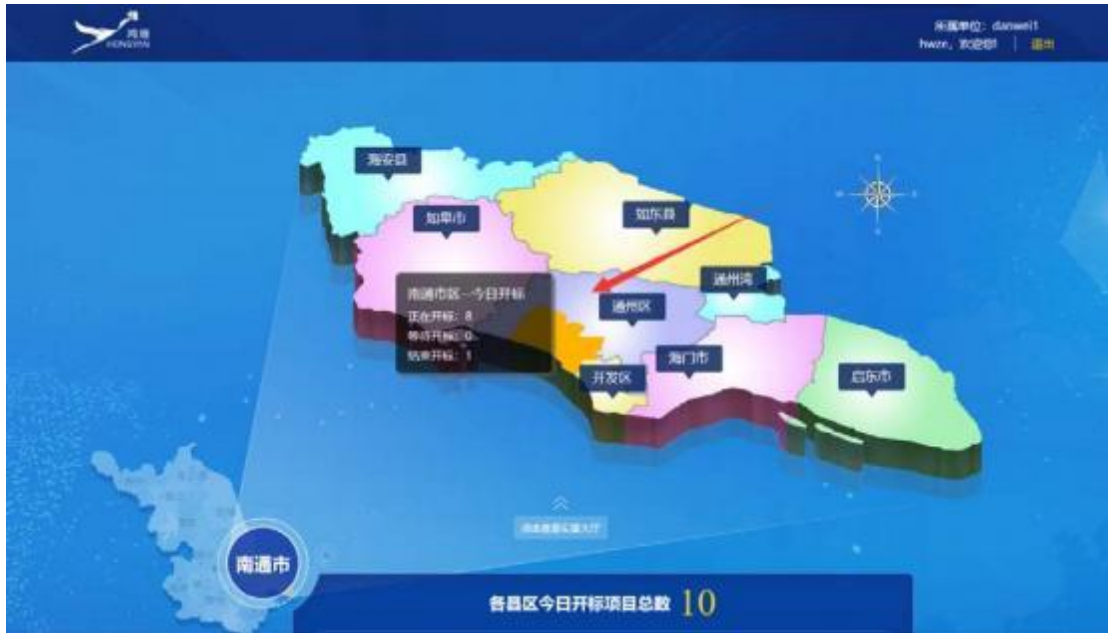 HONGYAN
所属单位：danwei1
hwze，欢迎您！ 退出
海安县
如皋市
如东县
南通市区--今日开标
正在开标：8
等待开标：0
结束开标：1
通州湾
通州区
海门市
开发区
启东市
南通市
各县区今日开标项目总数 10